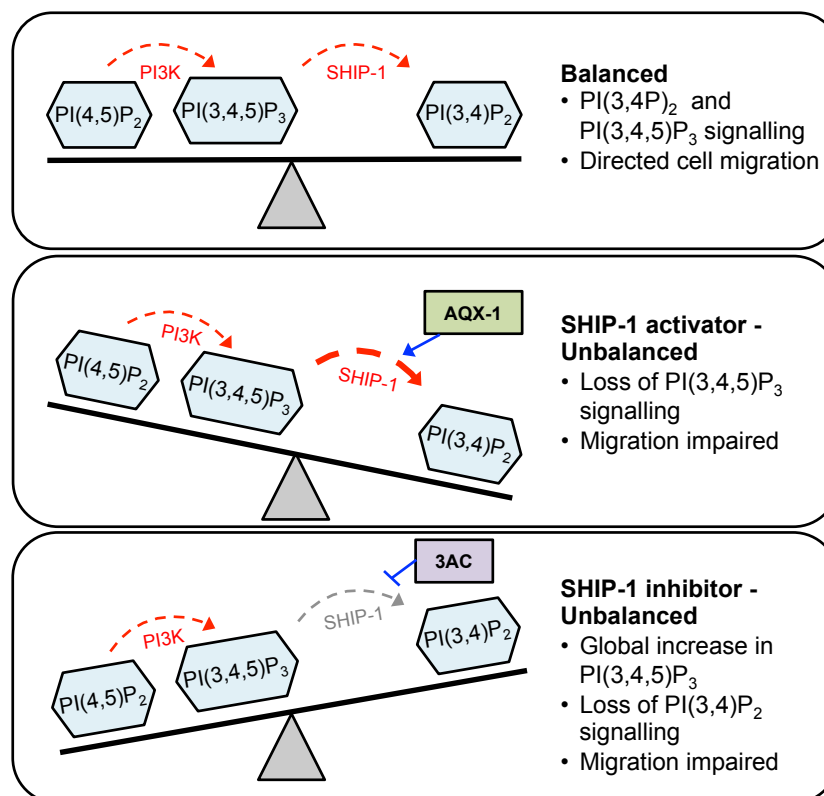 PI3K
SHIP-1
PI(4,5)P₂
PI(3,4,5)P₃
PI(3,4)P₂
Balanced
• PI(3,4P)₂ and
PI(3,4,5)P₃ signalling
• Directed cell migration
AQX-1
PI3K
SHIP-1
PI(4,5)P₂
PI(3,4,5)P₃
PI(3,4)P₂
SHIP-1 activator -
Unbalanced
• Loss of PI(3,4,5)P₃
signalling
• Migration impaired
3AC
SHIP-1
PI3K
PI(4,5)P₂
PI(3,4,5)P₃
PI(3,4)P₂
SHIP-1 inhibitor -
Unbalanced
• Global increase in
PI(3,4,5)P₃
• Loss of PI(3,4)P₂
signalling
• Migration impaired